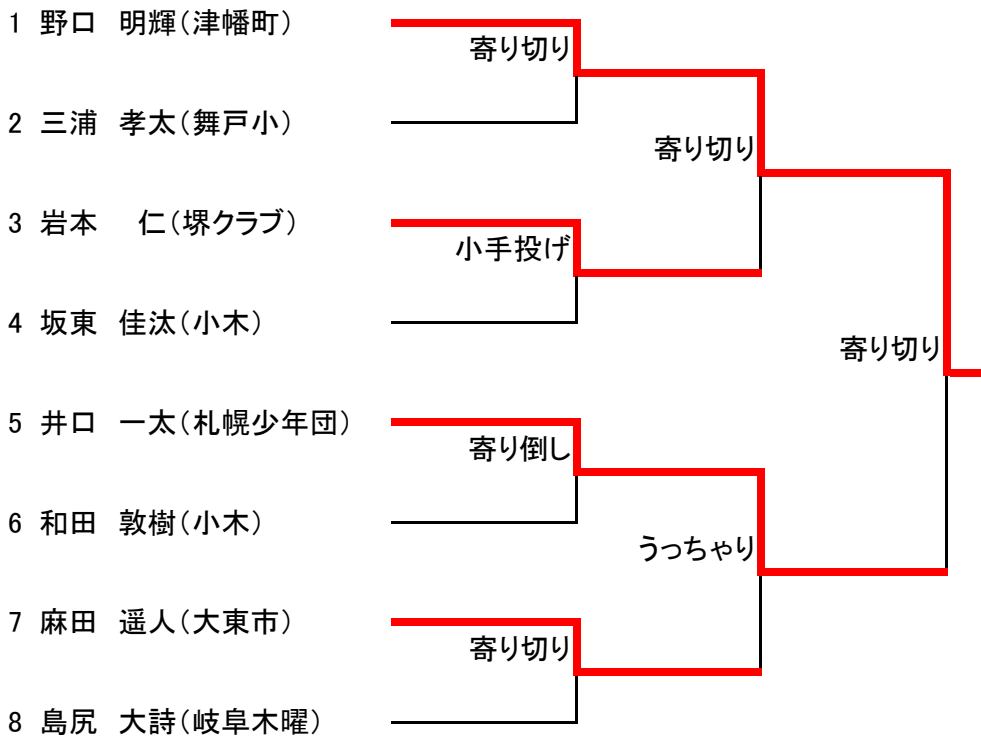 1 野口 明輝（津幡町）
寄り切り
2 三浦 孝太（舞戸小）
寄り切り
3 岩本 仁（堺クラブ）
小手投げ
4 坂東 佳汰（小木）
寄り切り
5 井口 一太（札幌少年団）
寄り倒し
6 和田 敦樹（小木）
うっちゃり
7 麻田 遥人（大東市）
寄り切り
8 島尻 大詩（岐阜木曜）